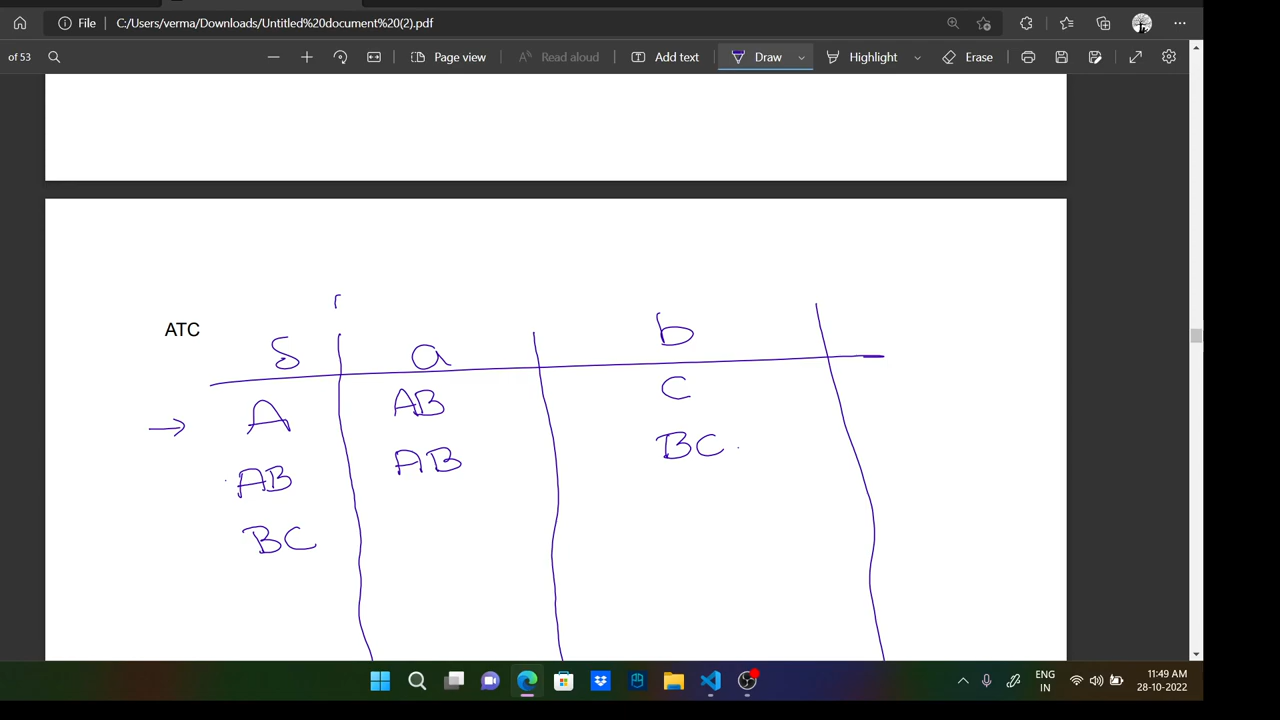 File C:/Users/verma/Downloads/Untitled%20document%20(2).pdf
of 53 Page view Read aloud Add text Draw Highlight Erase
ATC
δ a b
→ A AB C
AB AB BC
BC
ENG 11:49 AM
IN 28-10-2022